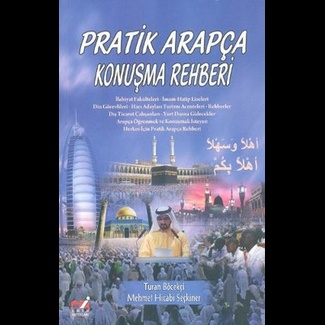 PRATİK ARAPÇA
KONUŞMA REHBERİ
İlahiyat Fakülteleri - İmam-Hatip Liseleri
Din Görevlileri - Hacı Adayları Turizm Acenteleri - Rehberler
Dış Ticaret Çalışanları - Yurt Dışına Gidecekler
Arapça Öğrenmek ve Konuşmak İsteyen
Herkes İçin Pratik Arapça Rehberi
أهلا وسهلا
أهلا بكم
Turan Böcekçi
Mehmet Hicabi Seçkiner